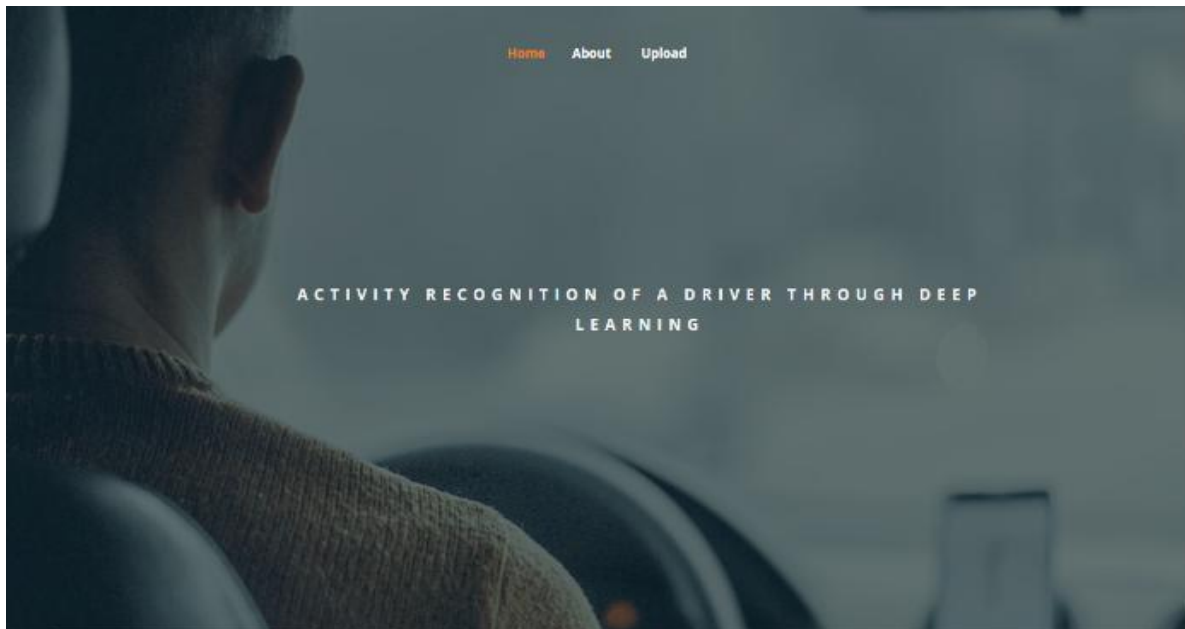 Home About Upload
ACTIVITY RECOGNITION OF A DRIVER THROUGH DEEP
LEARNING